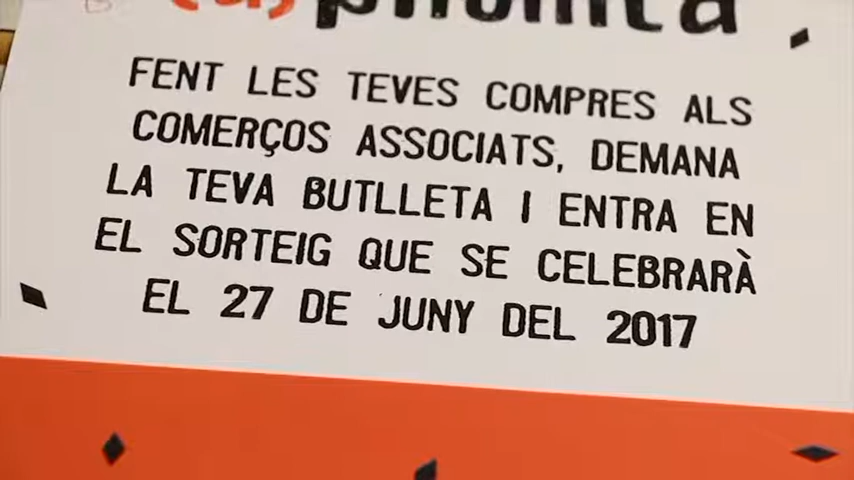 FENT LES TEVES COMPRES ALS
COMERÇOS ASSOCIATS, DEMANA
LA TEVA BUTLLETA I ENTRA EN
EL SORTEIG QUE SE CELEBRARÀ
EL 27 DE JUNY DEL 2017